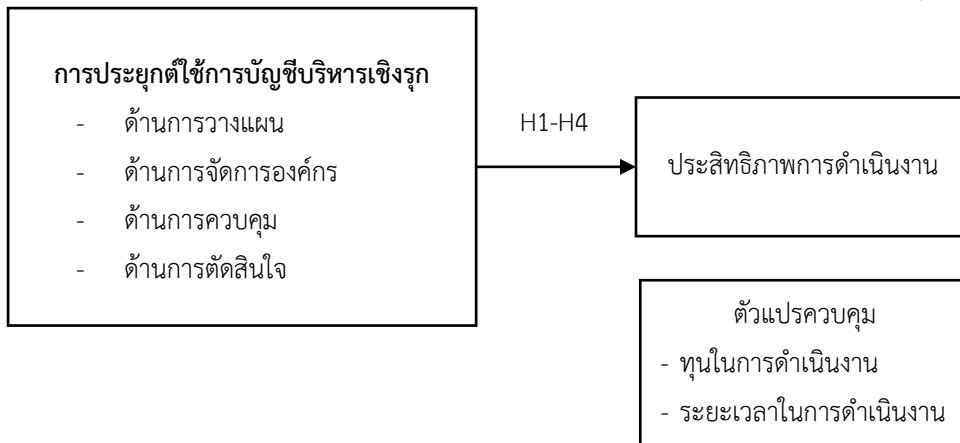 การประยุกต์ใช้การบัญชีบริหารเชิงรุก
- ด้านการวางแผน
- ด้านการจัดการองค์กร
- ด้านการควบคุม
- ด้านการตัดสินใจ
H1-H4
ประสิทธิภาพการดำเนินงาน
ตัวแปรควบคุม
- ทุนในการดำเนินงาน
- ระยะเวลาในการดำเนินงาน